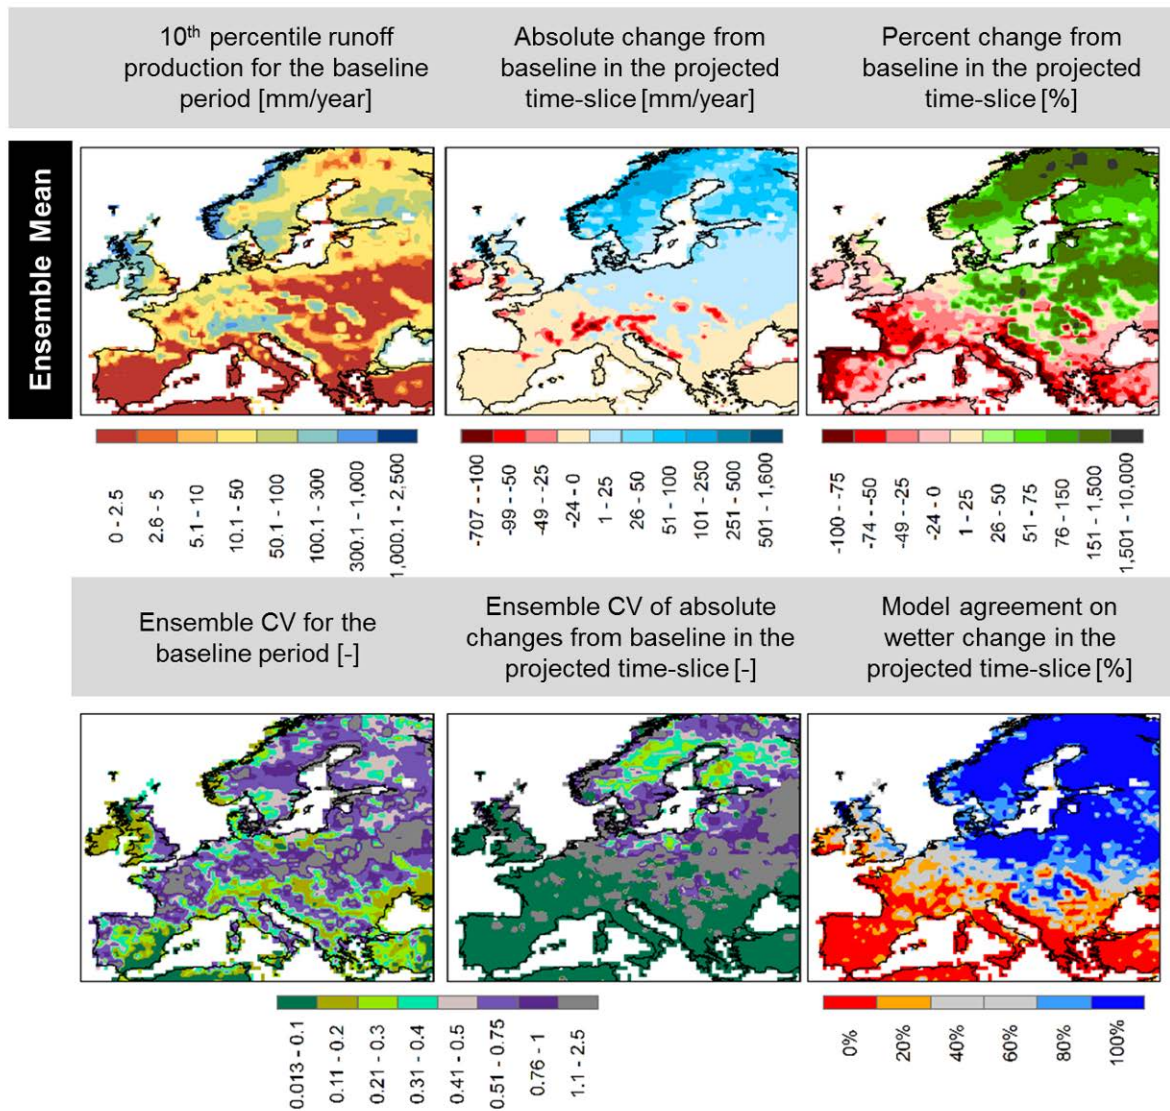 10th percentile runoff
production for the baseline
period [mm/year]
Absolute change from
baseline in the projected
time-slice [mm/year]
Percent change from
baseline in the projected
time-slice [%]
Ensemble Mean
0 - 2.5
2.6 - 5
5.1 - 10
10.1 - 50
50.1 - 100
100.1 - 300
300.1 - 1,000
1,000.1 - 2,500
-707 - -100
-99 - -50
-49 - -25
-24 - 0
1 - 25
26 - 50
51 - 100
101 - 250
251 - 500
501 - 1,600
-100 - -75
-74 - -50
-49 - -25
-24 - 0
1 - 25
26 - 50
51 - 75
76 - 150
151 - 1,500
1,501 - 10,000
Ensemble CV for the
baseline period [-]
Ensemble CV of absolute
changes from baseline in the
projected time-slice [-]
Model agreement on
wetter change in the
projected time-slice [%]
0.013 - 0.1
0.11 - 0.2
0.21 - 0.3
0.31 - 0.4
0.41 - 0.5
0.51 - 0.75
0.76 - 1
1.1 - 2.5
0%
20%
40%
60%
80%
100%